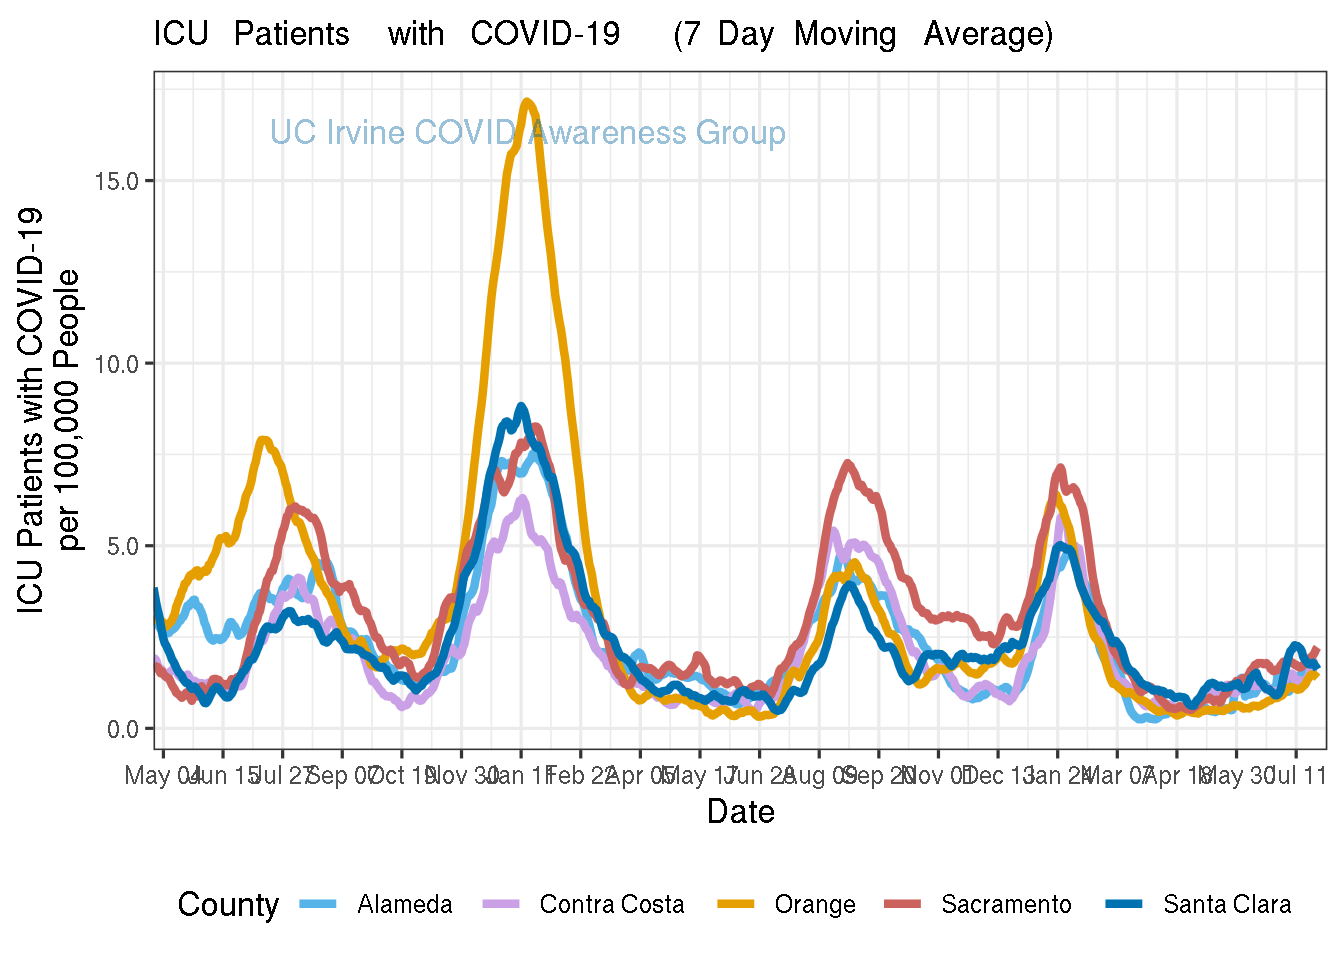 ICU Patients with COVID-19 (7 Day Moving Average)
UC Irvine COVID Awareness Group
ICU Patients with COVID-19
per 100,000 People
15.0
10.0
5.0
0.0
May 04 Jun 15 Jul 27 Sep 07 Oct 19 Nov 30 Jan 11 Feb 22 Apr 05 May 17 Jun 28 Aug 09 Sep 20 Nov 01 Dec 13 Jan 24 Mar 07 Apr 18 May 30 Jul 11
Date
County Alameda Contra Costa Orange Sacramento Santa Clara